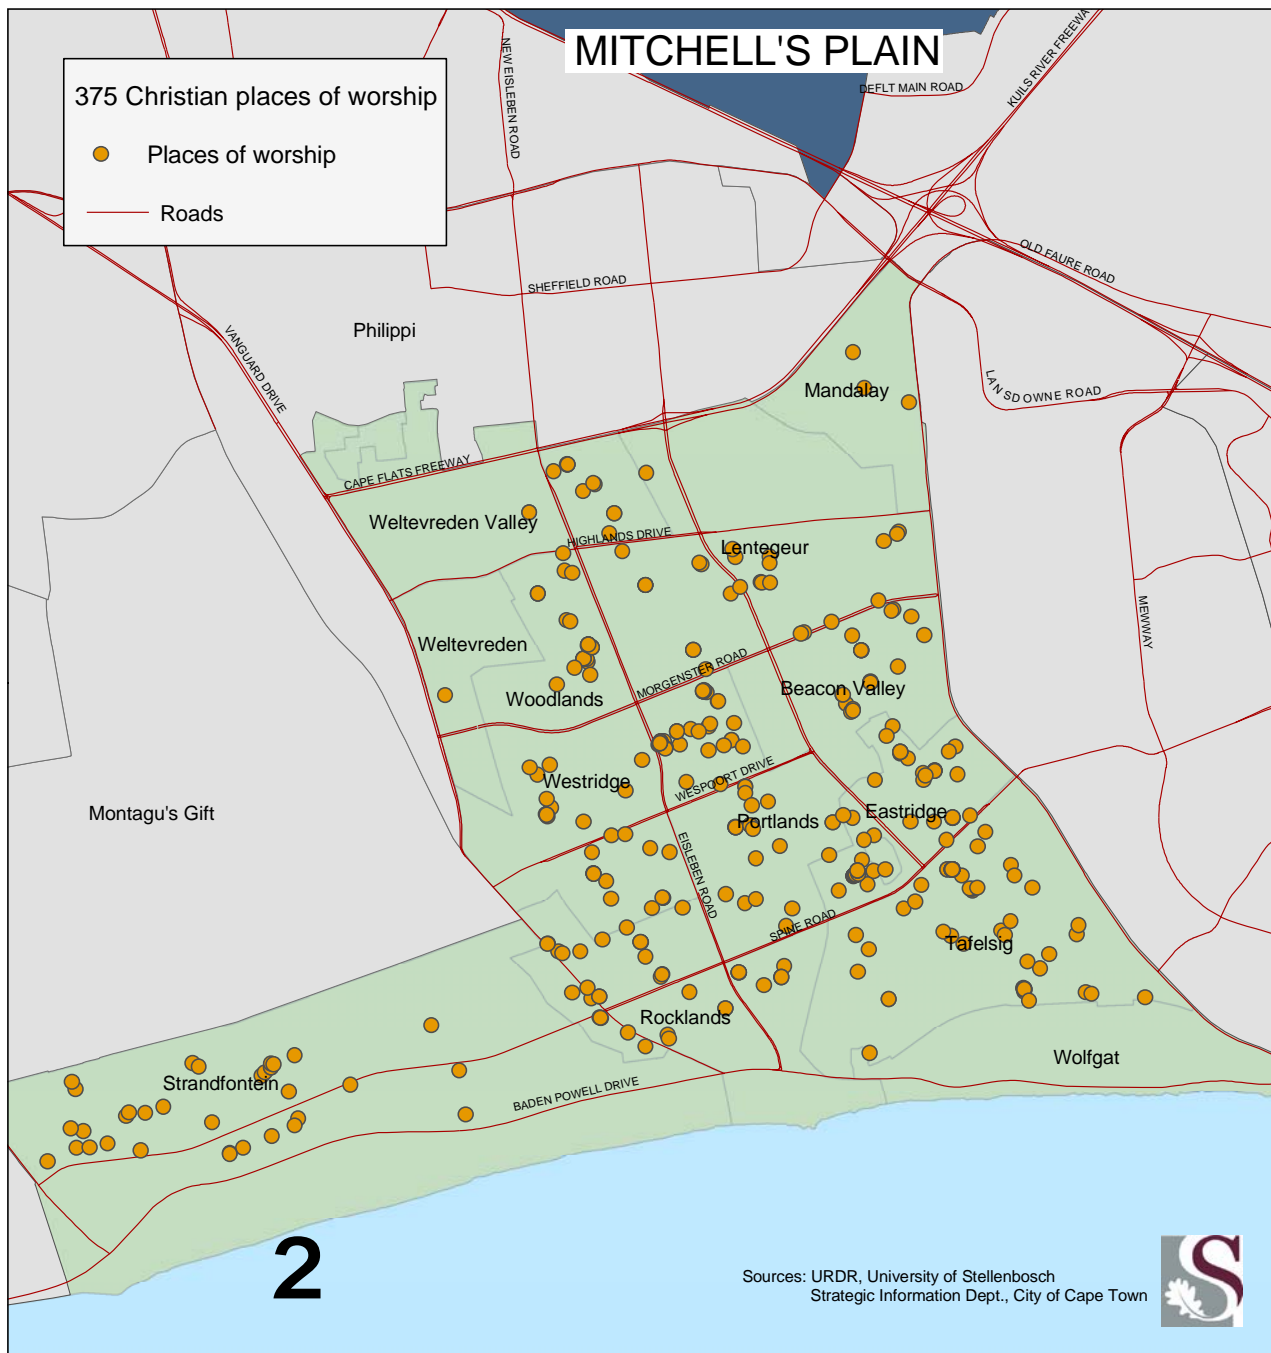 MITCHELL'S PLAIN
375 Christian places of worship
Places of worship
Roads
NEW EISLEBEN ROAD
DEFLT MAIN ROAD
KUILS RIVER FREEWA
OLD FAURE ROAD
SHEFFIELD ROAD
Philippi
VANGUARD DRIVE
LANSDOWNE ROAD
Mandalay
CAPE FLATS FREEWAY
Weltevreden Valley
HIGHLANDS DRIVE
Lentegeur
MEWWAY
Weltevreden
MORGENSTER ROAD
Woodlands
Beacon Valley
Westridge
WESPOORT DRIVE
Montagu's Gift
Portlands
Eastridge
EISLEBEN ROAD
SPINE ROAD
Tafelsig
Rocklands
Wolfgat
Strandfontein
BADEN POWELL DRIVE
2
Sources: URDR, University of Stellenbosch
Strategic Information Dept., City of Cape Town
S